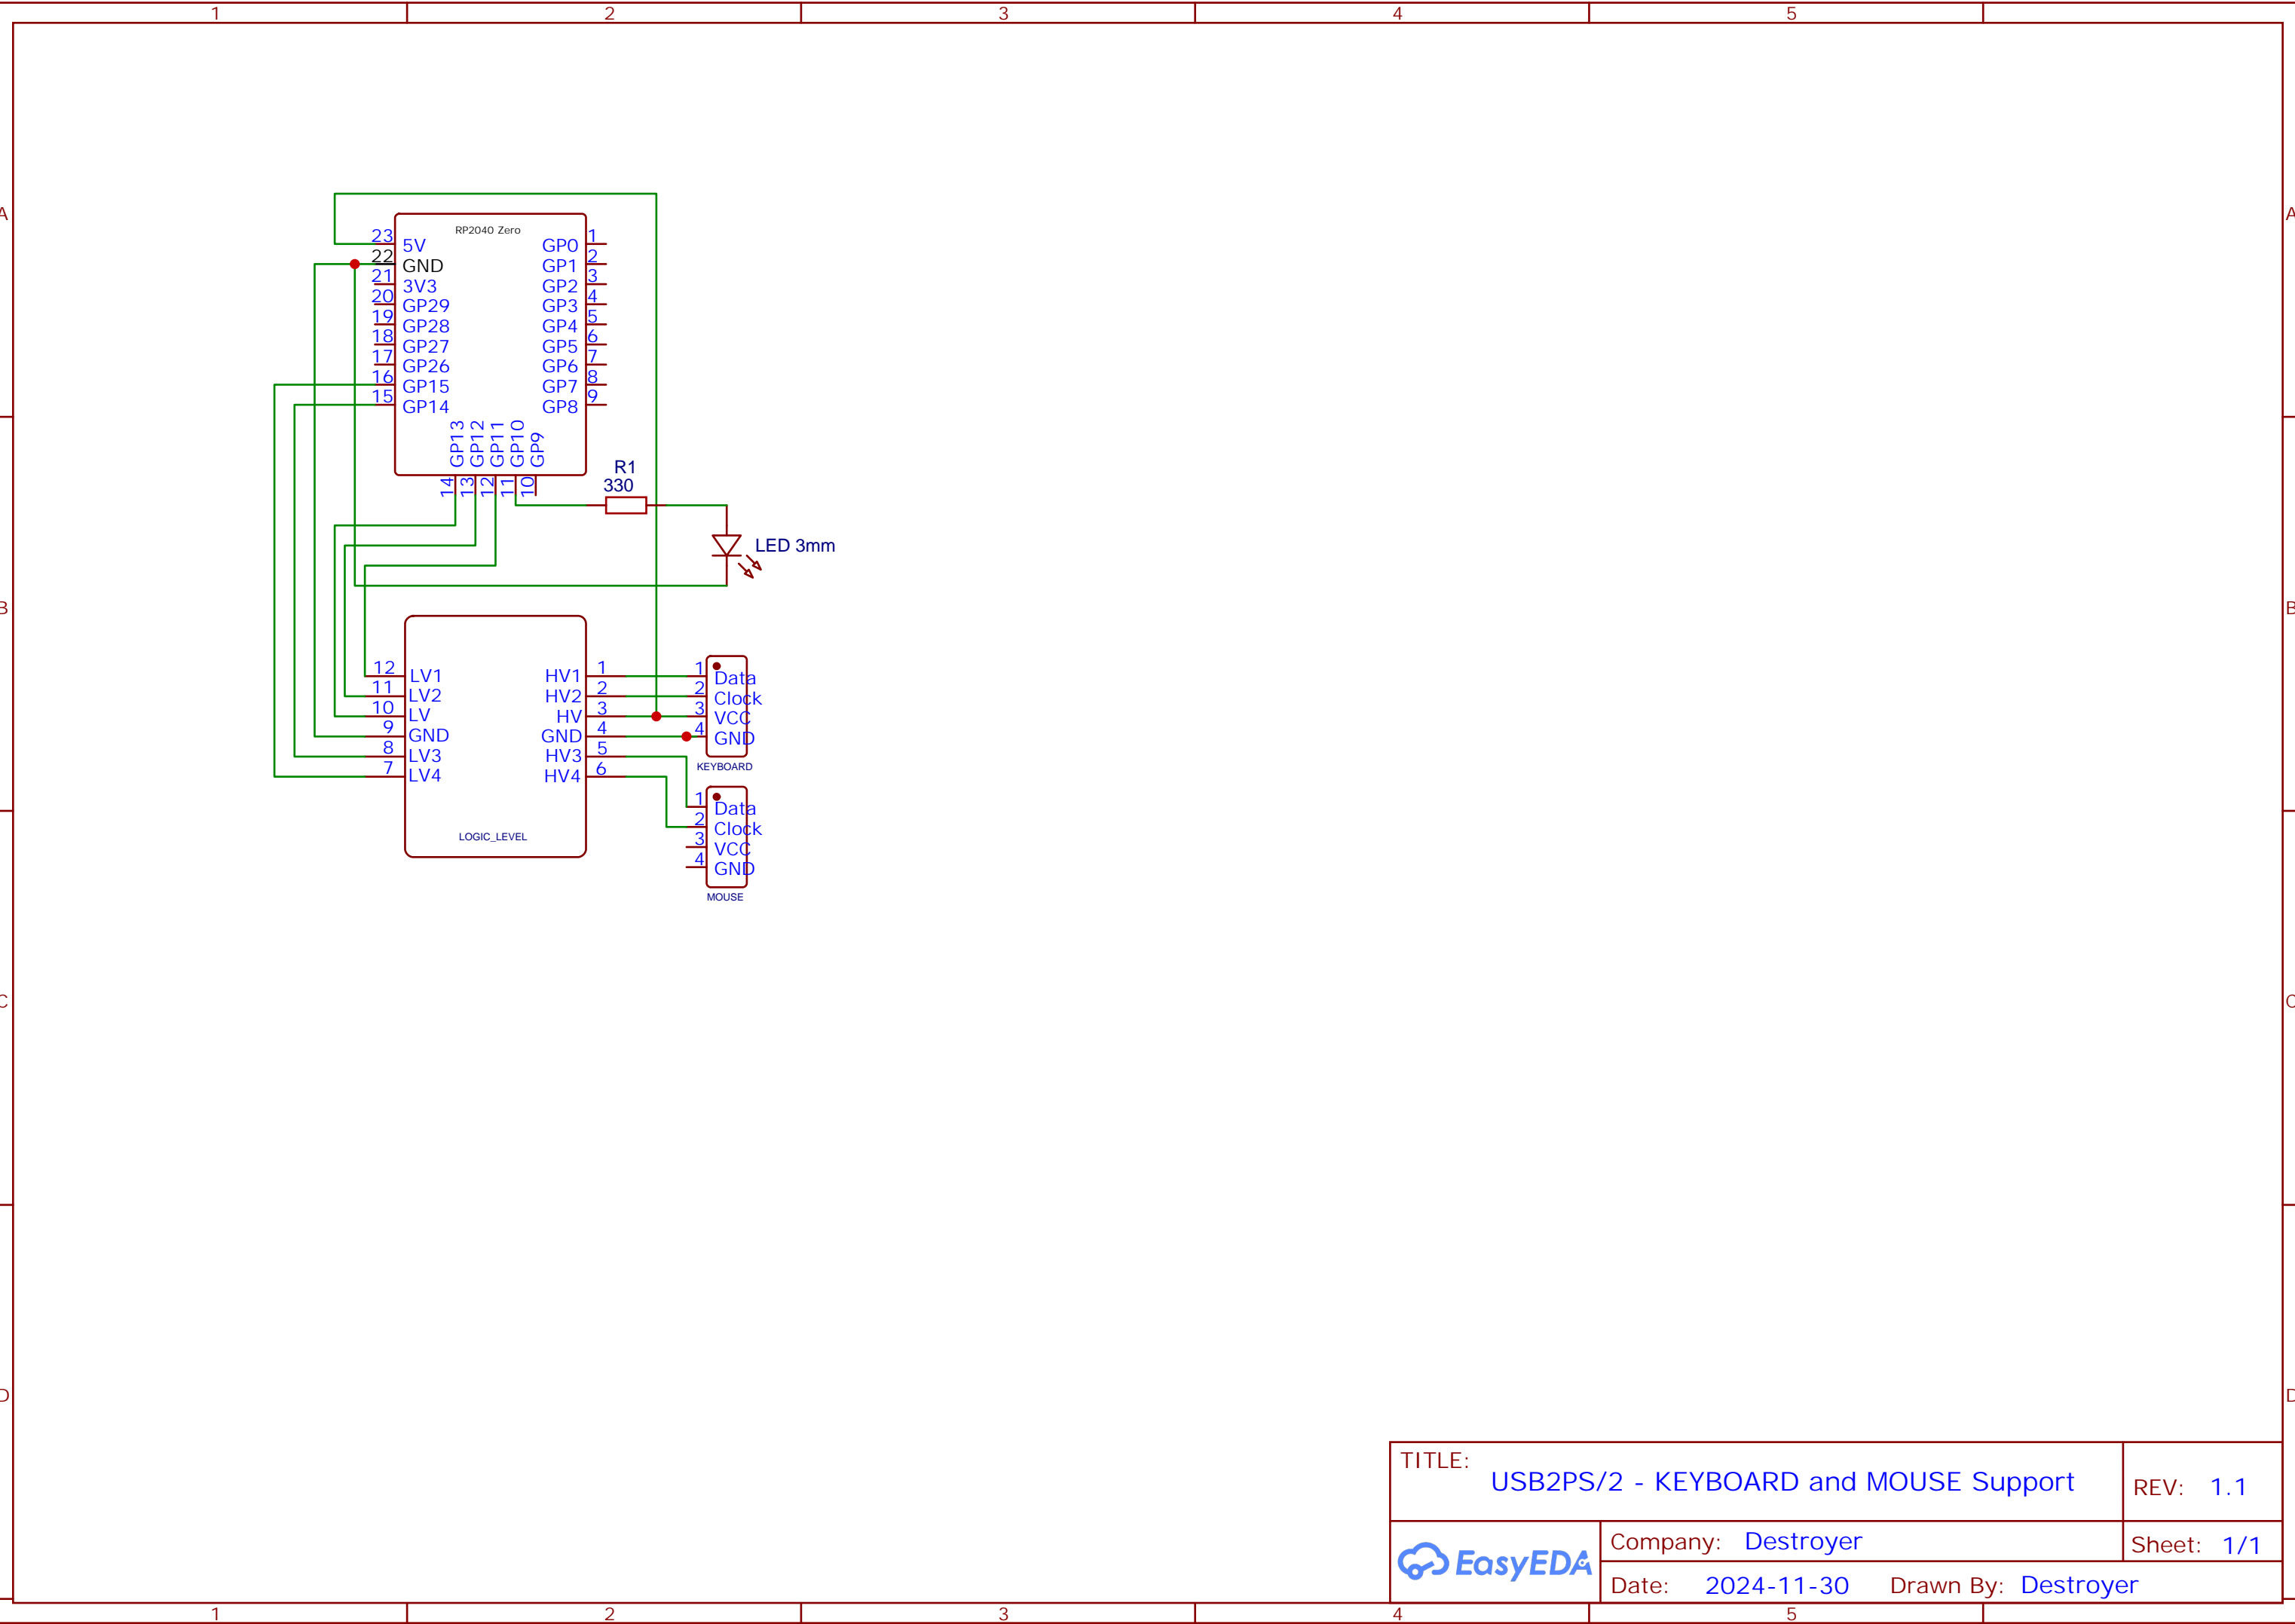 1 2 3 4 5
A A
RP2040 Zero
23 5V GP0 1
22 GND GP1 2
21 3V3 GP2 3
20 GP29 GP3 4
19 GP28 GP4 5
18 GP27 GP5 6
17 GP26 GP6 7
16 GP15 GP7 8
15 GP14 GP8 9
GP13 GP12 GP11 GP10 GP9
14 13 12 11 10
R1
330
LED 3mm
B B
12 LV1 HV1 1 1 Data
11 LV2 HV2 2 2 Clock
10 LV HV 3 3 VCC
9 GND GND 4 4 GND
8 LV3 HV3 5
7 LV4 HV4 6
KEYBOARD
1 Data
2 Clock
3 VCC
4 GND
LOGIC_LEVEL
MOUSE
C C
D D
TITLE: USB2PS/2 - KEYBOARD and MOUSE Support
REV: 1.1
EasyEDA
Company: Destroyer
Sheet: 1/1
Date: 2024-11-30 Drawn By: Destroyer
1 2 3 4 5